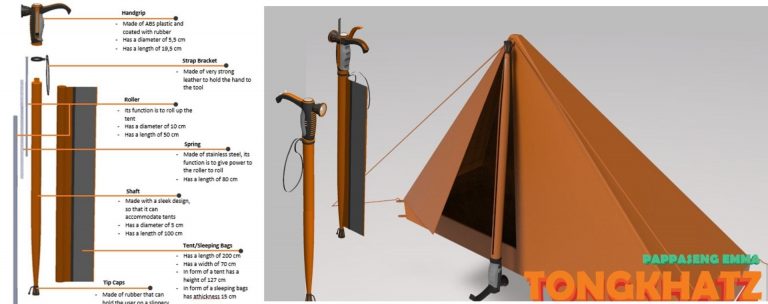 Handgrip
- Made of ABS plastic and
coated with rubber
- Has a diameter of 5,5 cm
- Has a length of 19,5 cm
Strap Bracket
- Made of very strong
leather to hold the hand to
the tool
Roller
- Its function is to roll up the
tent
- Has a diameter of 10 cm
- Has a length of 50 cm
Spring
- Made of stainless steel, its
function is to give power to
the roller to roll
- Has a length of 80 cm
Shaft
- Made with a sleek design,
so that it can
accommodate tents
- Has a diameter of 5 cm
- Has a length of 100 cm
Tent/Sleeping Bags
- Has a length of 200 cm
- Has a width of 70 cm
- In form of a tent has a
height of 127 cm
- In form of a sleeping bag
has athickness 15 cm
Tip Caps
- Made of rubber that can
hold the user on a slippery
PAPPASENG EMMA
TONGKHATZ